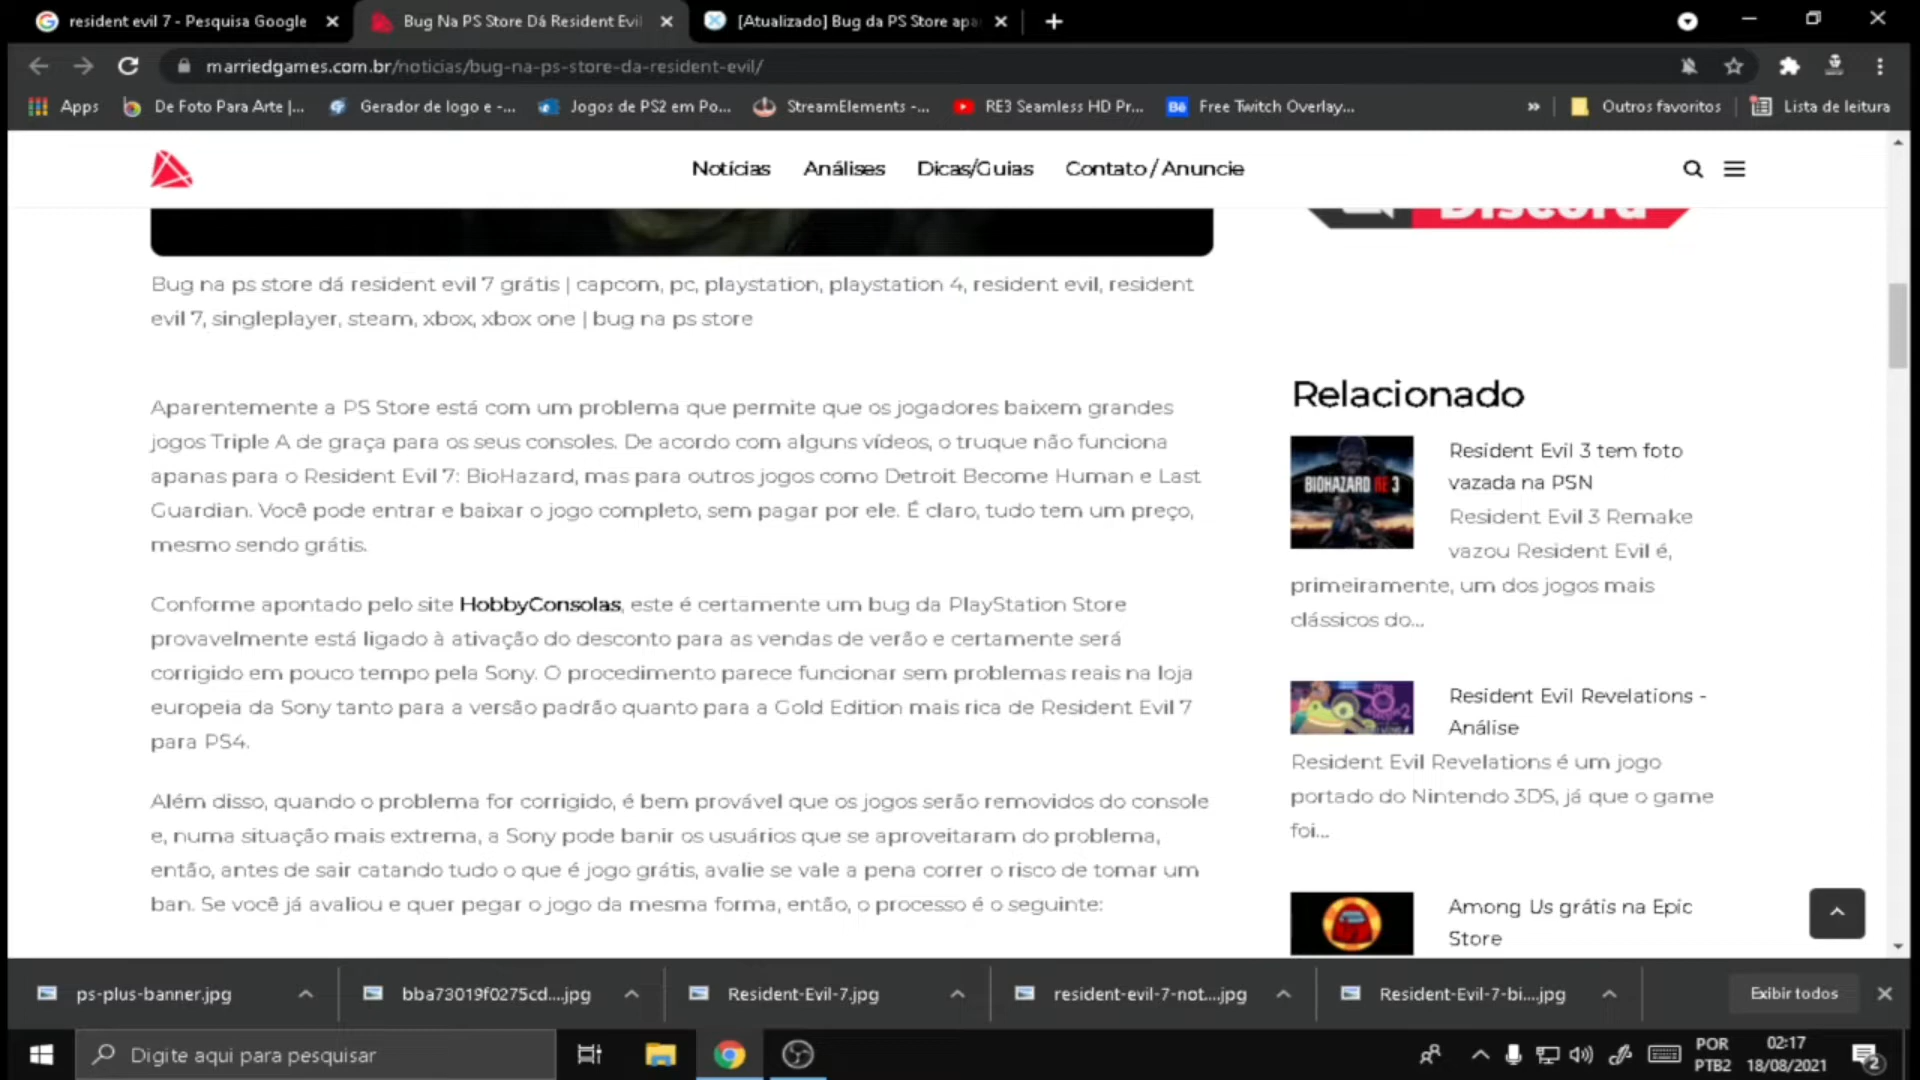 resident evil 7 - Pesquisa Google
Bug Na PS Store Dá Resident Evil
[Atualizado] Bug da PS Store apa
marriedgames.com.br/noticias/bug-na-ps-store-da-resident-evil/
Apps
De Foto Para Arte |...
Gerador de logo e -...
Jogos de PS2 em Po...
StreamElements -...
RE3 Seamless HD Pr...
Bē Free Twitch Overlay...
»
Outros favoritos
Lista de leitura
Notícias
Análises
Dicas/Guias
Contato / Anuncie
Discord
Bug na ps store dá resident evil 7 grátis | capcom, pc, playstation, playstation 4, resident evil, resident
evil 7, singleplayer, steam, xbox, xbox one | bug na ps store
Aparentemente a PS Store está com um problema que permite que os jogadores baixem grandes
jogos Triple A de graça para os seus consoles. De acordo com alguns vídeos, o truque não funciona
apanas para o Resident Evil 7: BioHazard, mas para outros jogos como Detroit Become Human e Last
Guardian. Você pode entrar e baixar o jogo completo, sem pagar por ele. É claro, tudo tem um preço,
mesmo sendo grátis.
Conforme apontado pelo site HobbyConsolas, este é certamente um bug da PlayStation Store
provavelmente está ligado à ativação do desconto para as vendas de verão e certamente será
corrigido em pouco tempo pela Sony. O procedimento parece funcionar sem problemas reais na loja
europeia da Sony tanto para a versão padrão quanto para a Gold Edition mais rica de Resident Evil 7
para PS4.
Além disso, quando o problema for corrigido, é bem provável que os jogos serão removidos do console
e, numa situação mais extrema, a Sony pode banir os usuários que se aproveitaram do problema,
então, antes de sair catando tudo o que é jogo grátis, avalie se vale a pena correr o risco de tomar um
ban. Se você já avaliou e quer pegar o jogo da mesma forma, então, o processo é o seguinte:
Relacionado
BIOHAZARD RE 3
Resident Evil 3 tem foto
vazada na PSN
Resident Evil 3 Remake
vazou Resident Evil é,
primeiramente, um dos jogos mais
clássicos do...
Resident Evil Revelations -
Análise
Resident Evil Revelations é um jogo
portado do Nintendo 3DS, já que o game
foi...
Among Us grátis na Epic
Store
ps-plus-banner.jpg
bba73019f0275cd....jpg
Resident-Evil-7.jpg
resident-evil-7-not....jpg
Resident-Evil-7-bi....jpg
Exibir todos
Digite aqui para pesquisar
POR
PTB2
02:17
18/08/2021
2